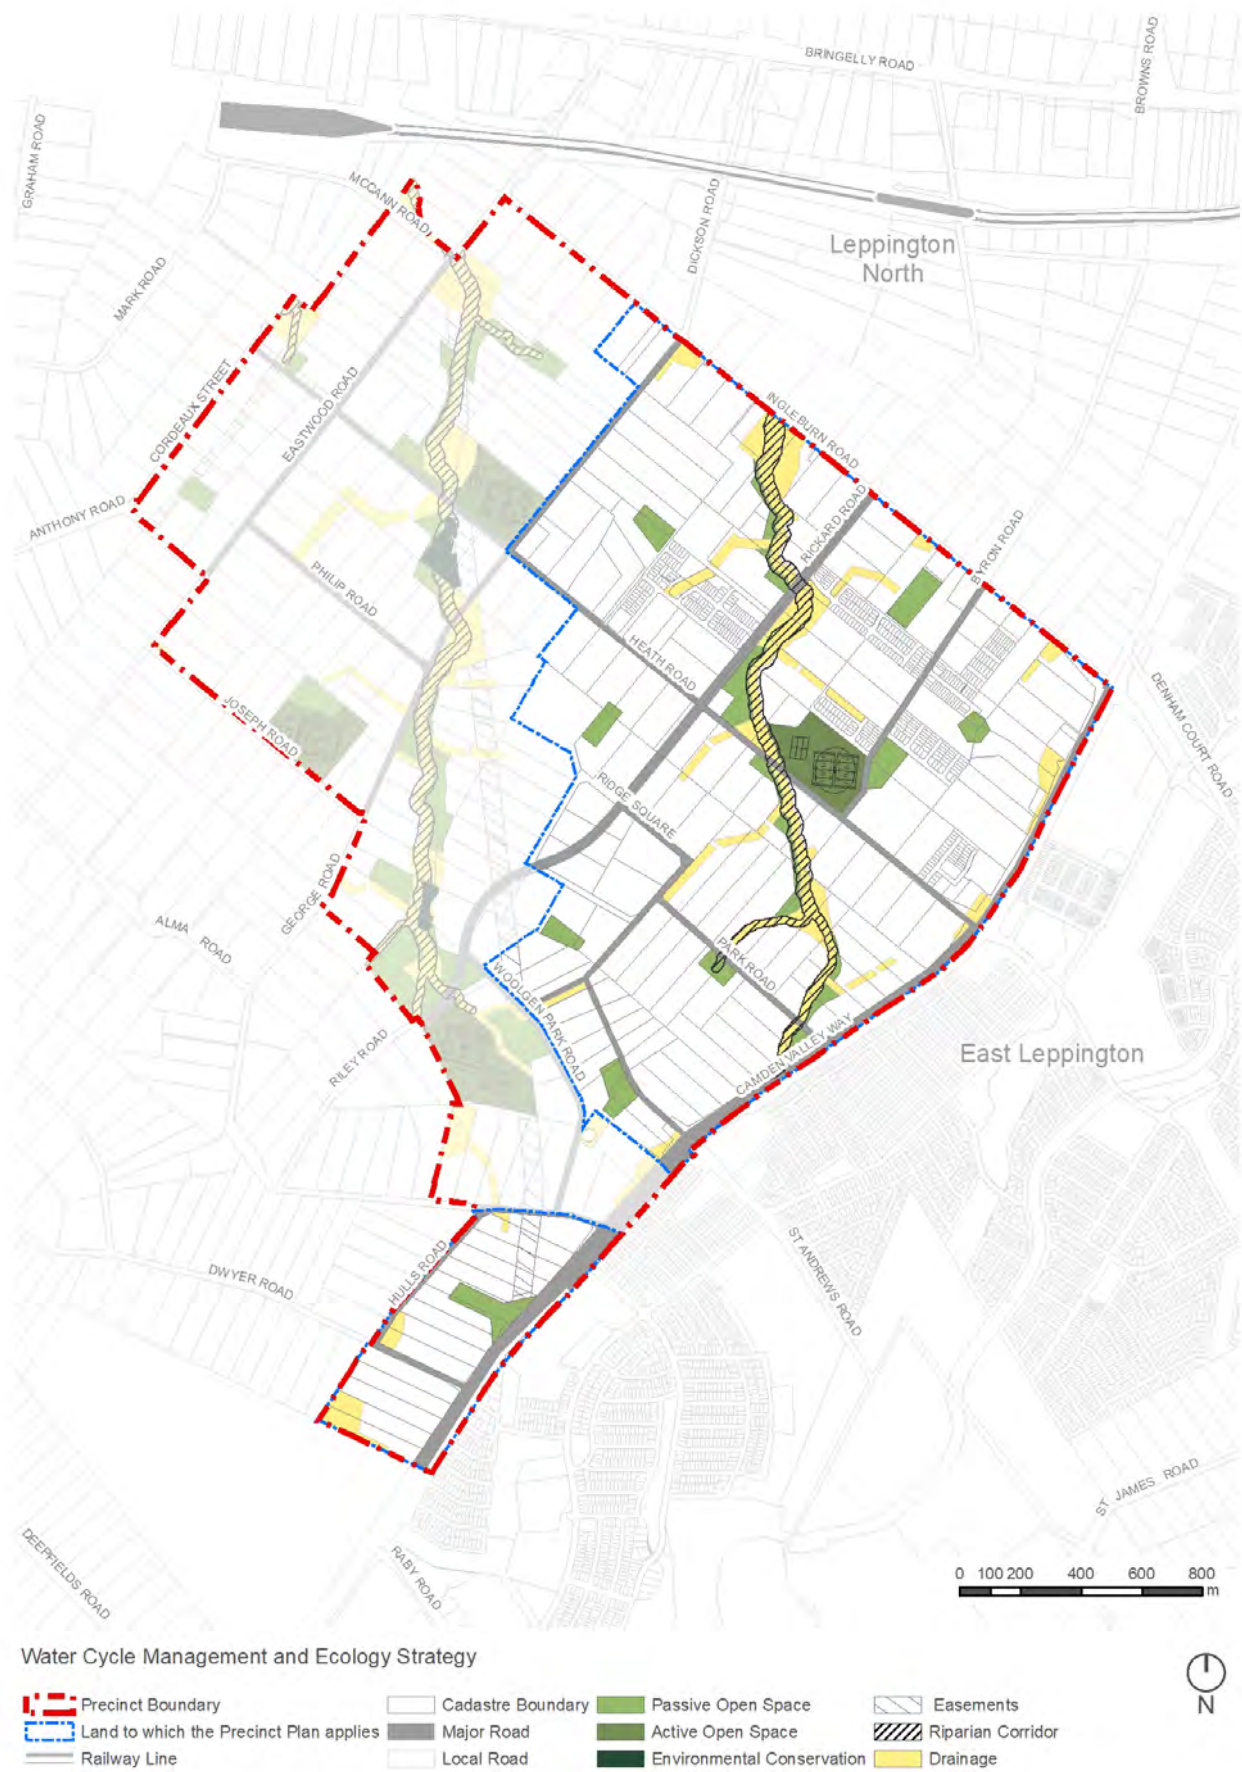 BRINGELLY ROAD
BROWNS ROAD
GRAHAM ROAD
MCCANN ROAD
DICKSON ROAD
Leppington
North
MARK ROAD
CORDEAUX STREET
EASTWOOD ROAD
INGLEBURN ROAD
ANTHONY ROAD
RICKARD ROAD
BYRON ROAD
PHILIP ROAD
HEATH ROAD
DENHAM COURT ROAD
JOSEPH ROAD
RIDGE SQUARE
GEORGE ROAD
ALMA ROAD
PARK ROAD
WOOLGEN PARK ROAD
RILEY ROAD
CAMDEN VALLEY WAY
East Leppington
HULLS ROAD
DWYER ROAD
ST ANDREWS ROAD
ST JAMES ROAD
DEEPFIELDS ROAD
RABY ROAD
0 100 200 400 600 800
m
Water Cycle Management and Ecology Strategy
N
Precinct Boundary
Cadastre Boundary
Passive Open Space
Easements
Land to which the Precinct Plan applies
Major Road
Active Open Space
Riparian Corridor
Railway Line
Local Road
Environmental Conservation
Drainage